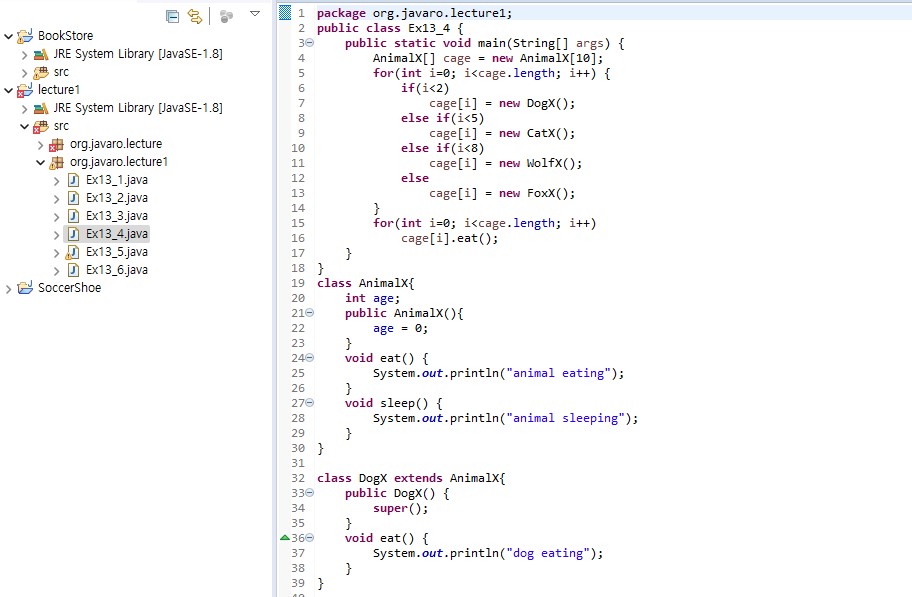 BookStore
JRE System Library [JavaSE-1.8]
src
lecture1
JRE System Library [JavaSE-1.8]
src
org.javaro.lecture
org.javaro.lecture1
Ex13_1.java
Ex13_2.java
Ex13_3.java
Ex13_4.java
Ex13_5.java
Ex13_6.java
SoccerShoe
1 package org.javaro.lecture1;
2 public class Ex13_4 {
3 public static void main(String[] args) {
4 AnimalX[] cage = new AnimalX[10];
5 for(int i=0; i<cage.length; i++) {
6 if(i<2)
7 cage[i] = new DogX();
8 else if(i<5)
9 cage[i] = new CatX();
10 else if(i<8)
11 cage[i] = new WolfX();
12 else
13 cage[i] = new FoxX();
14 }
15 for(int i=0; i<cage.length; i++)
16 cage[i].eat();
17 }
18 }
19 class AnimalX{
20 int age;
21 public AnimalX(){
22 age = 0;
23 }
24 void eat() {
25 System.out.println("animal eating");
26 }
27 void sleep() {
28 System.out.println("animal sleeping");
29 }
30 }
31
32 class DogX extends AnimalX{
33 public DogX() {
34 super();
35 }
36 void eat() {
37 System.out.println("dog eating");
38 }
39 }